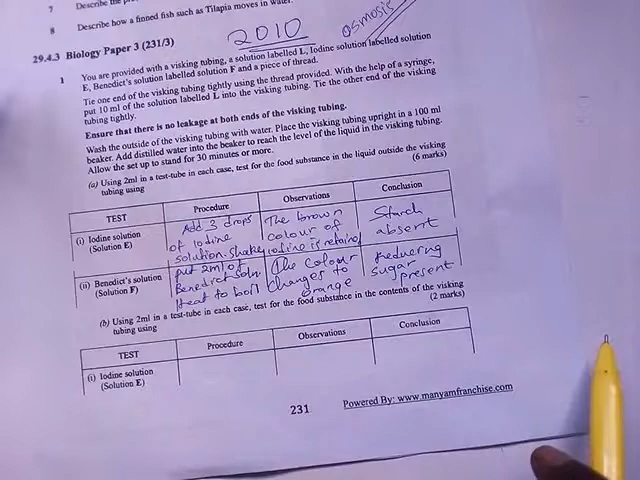 7 Describe the
8 Describe how a finned fish such as Tilapia moves in water.
2010
osmosis
29.4.3 Biology Paper 3 (231/3)
1 You are provided with a visking tubing, a solution labelled L, Iodine solution labelled solution
E, Benedict's solution labelled solution F and a piece of thread.
Tie one end of the visking tubing tightly using the thread provided. With the help of a syringe,
put 10 ml of the solution labelled L into the visking tubing. Tie the other end of the visking
tubing tightly.
Ensure that there is no leakage at both ends of the visking tubing.
Wash the outside of the visking tubing with water. Place the visking tubing upright in a 100 ml
beaker. Add distilled water into the beaker to reach the level of the liquid in the visking tubing.
Allow the set up to stand for 30 minutes or more.
(a) Using 2ml in a test-tube in each case, test for the food substance in the liquid outside the visking
tubing using (6 marks)
TEST Procedure Observations Conclusion
(i) Iodine solution
(Solution E)
Add 3 drops
of Iodine
solution. shake
The brown
colour of
iodine is retained
Starch
absent
(ii) Benedict's solution
(Solution F)
put 2ml of
Benedict Soln
Heat to boil
The colour
changes to
orange
Reducing
sugar
present
(b) Using 2ml in a test-tube in each case, test for the food substance in the contents of the visking
tubing using (2 marks)
TEST Procedure Observations Conclusion
(i) Iodine solution
(Solution E)
231
Powered By: www.manyamfranchise.com